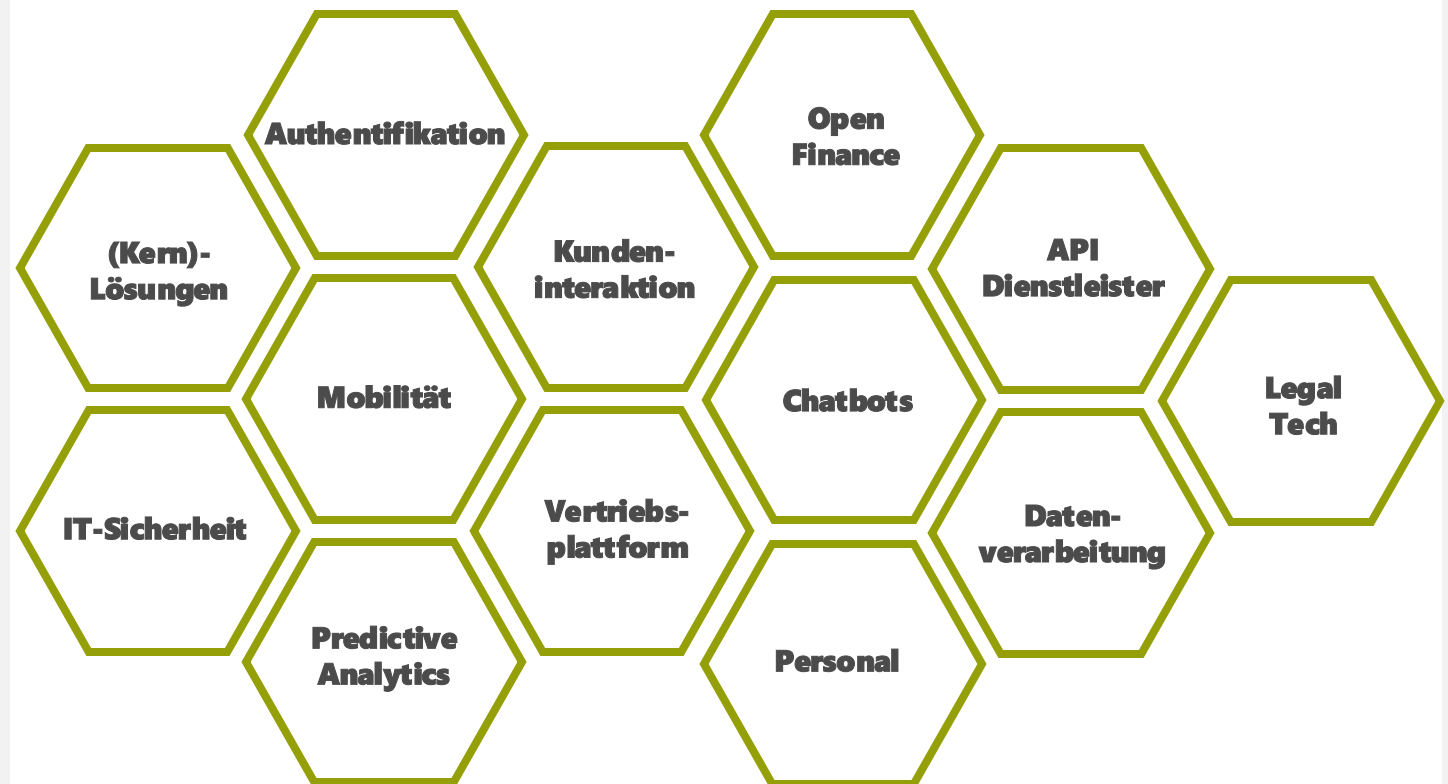 Authentifikation
Open
Finance
(Kern)-
Lösungen
Kunden-
interaktion
API
Dienstleister
Mobilität
Chatbots
Legal
Tech
IT-Sicherheit
Vertriebs-
plattform
Daten-
verarbeitung
Predictive
Analytics
Personal